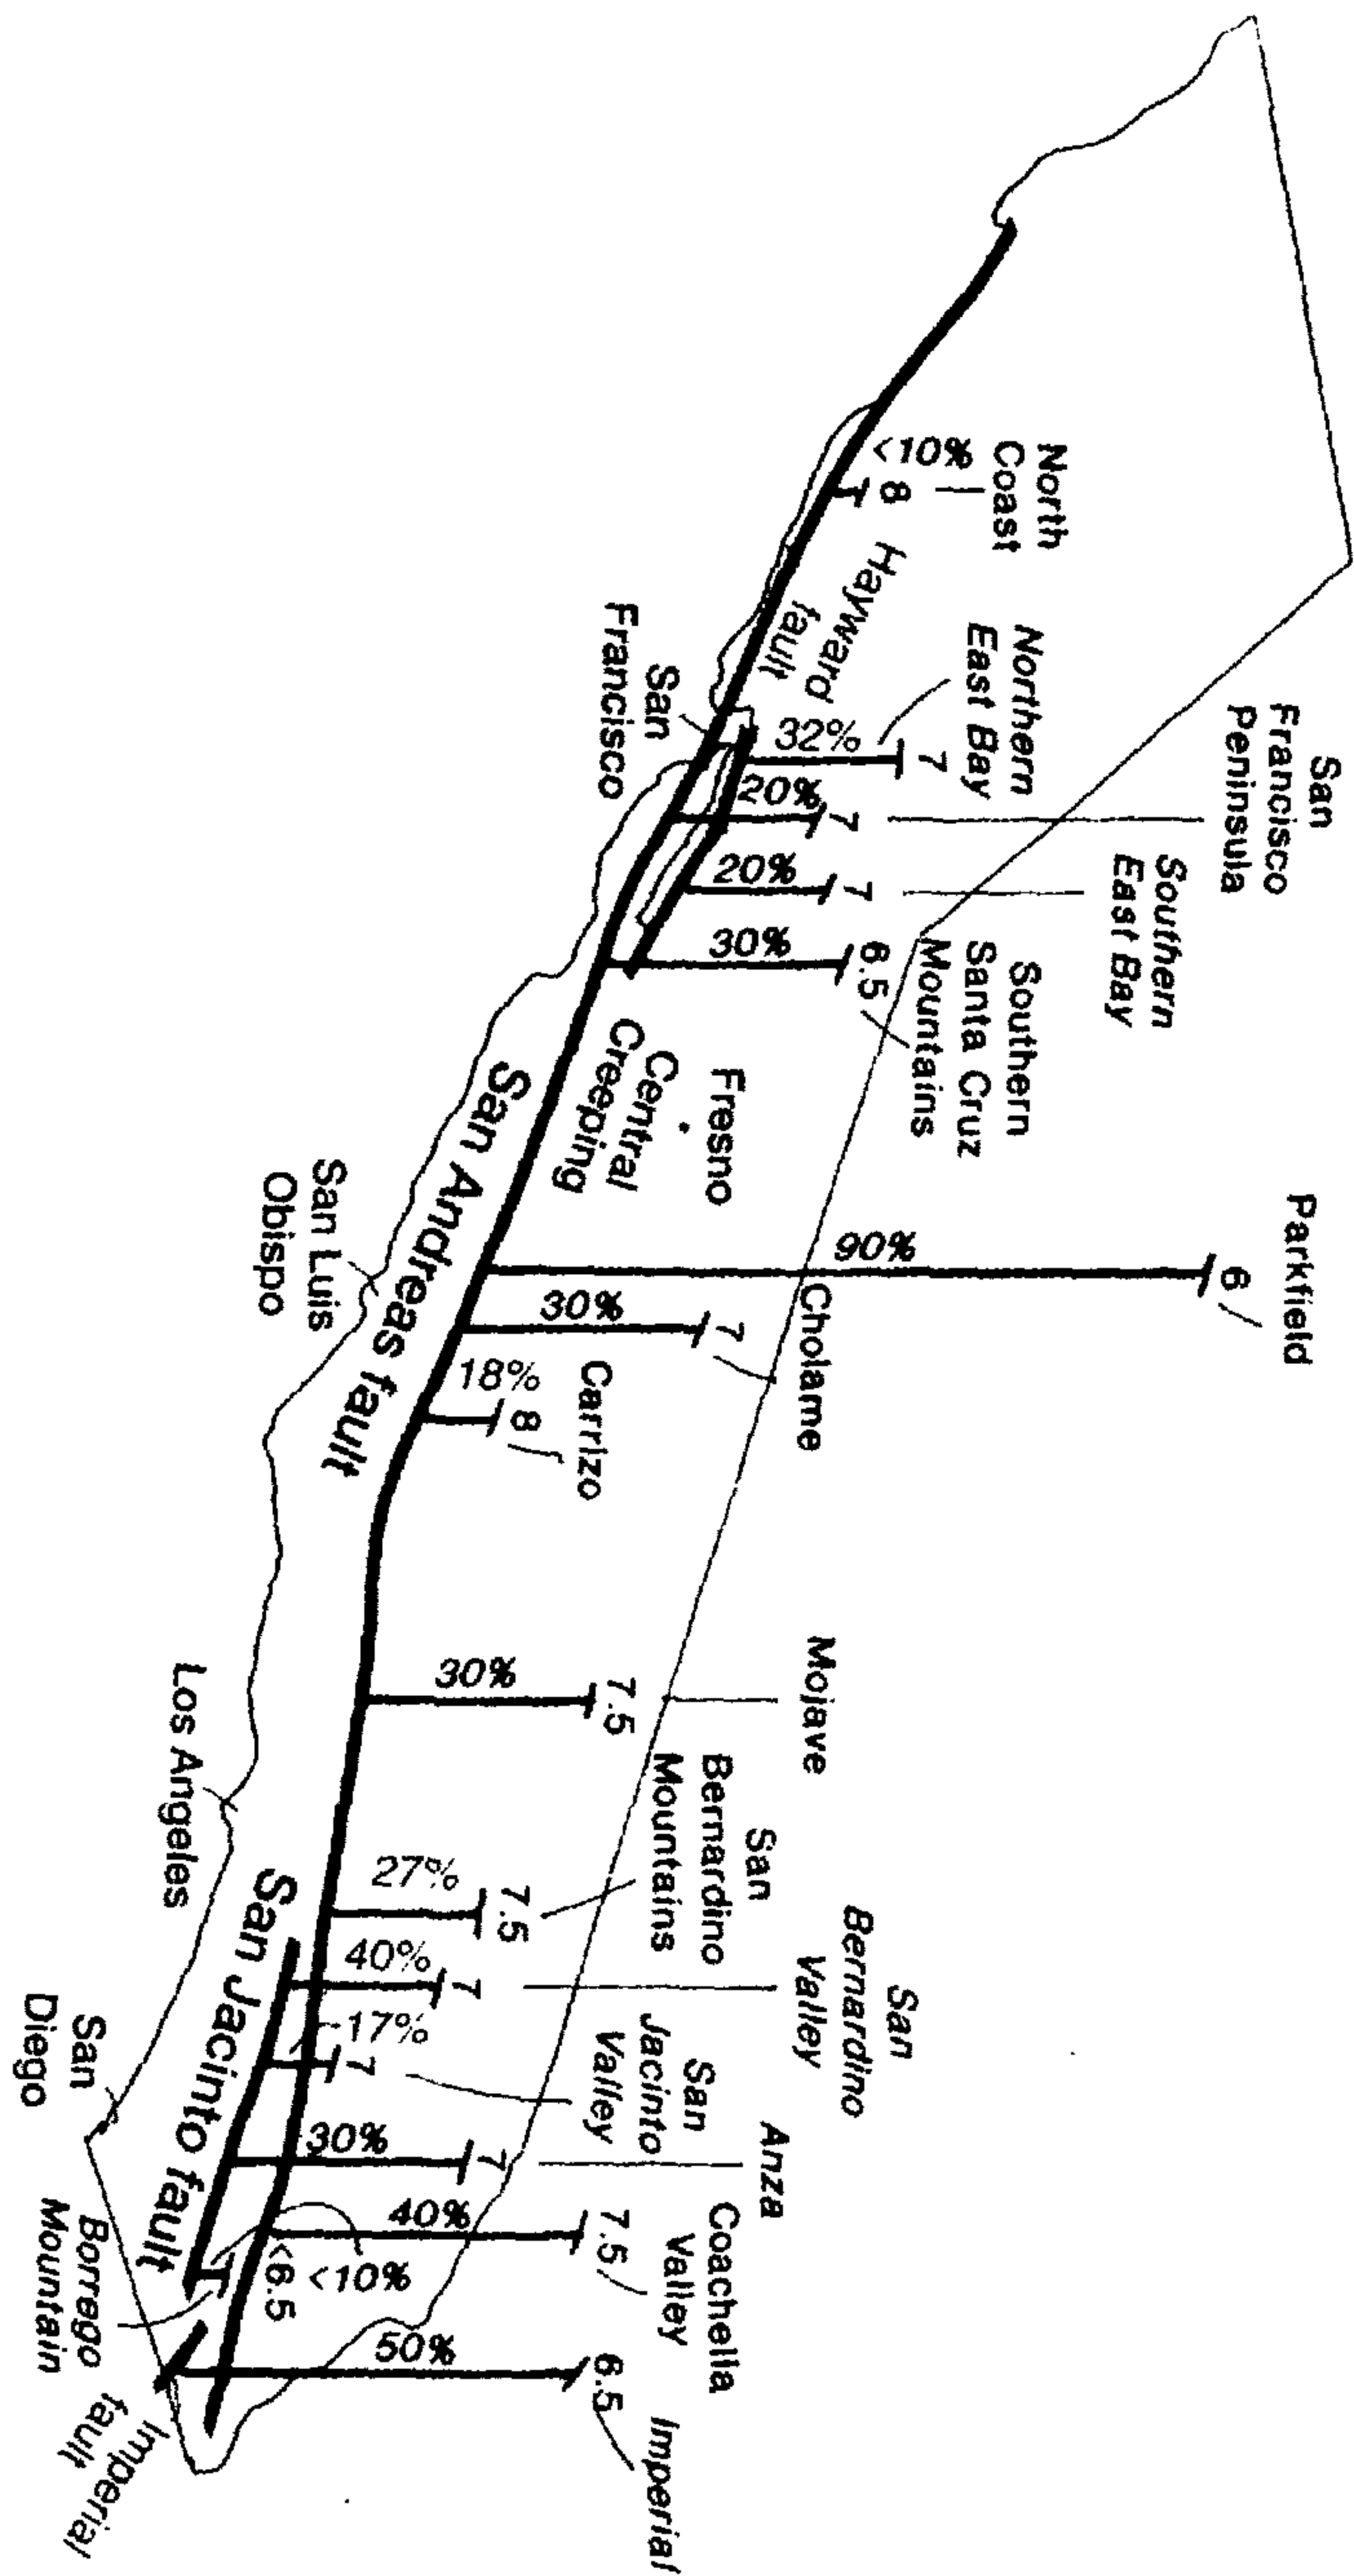 North
Coast
<10%
8
Hayward
fault
Northern
East Bay
32%
7
San
Francisco
San
Francisco
Peninsula
20%
7
Southern
East Bay
20%
7
Southern
Santa Cruz
Mountains
30%
6.5
Fresno
Central
Creeping
San Andreas fault
San Luis
Obispo
Parkfield
90%
6
Cholame
30%
7
Carrizo
18%
8
Mojave
30%
7.5
Los Angeles
San
Bernardino
Mountains
27%
7.5
San
Bernardino
Valley
40%
7
San Jacinto fault
San
Jacinto
Valley
17%
7
San
Diego
Anza
30%
7
Coachella
Valley
40%
7.5
<10%
<6.5
Borrego
Mountain
50%
6.5
Imperial
Imperial
fault